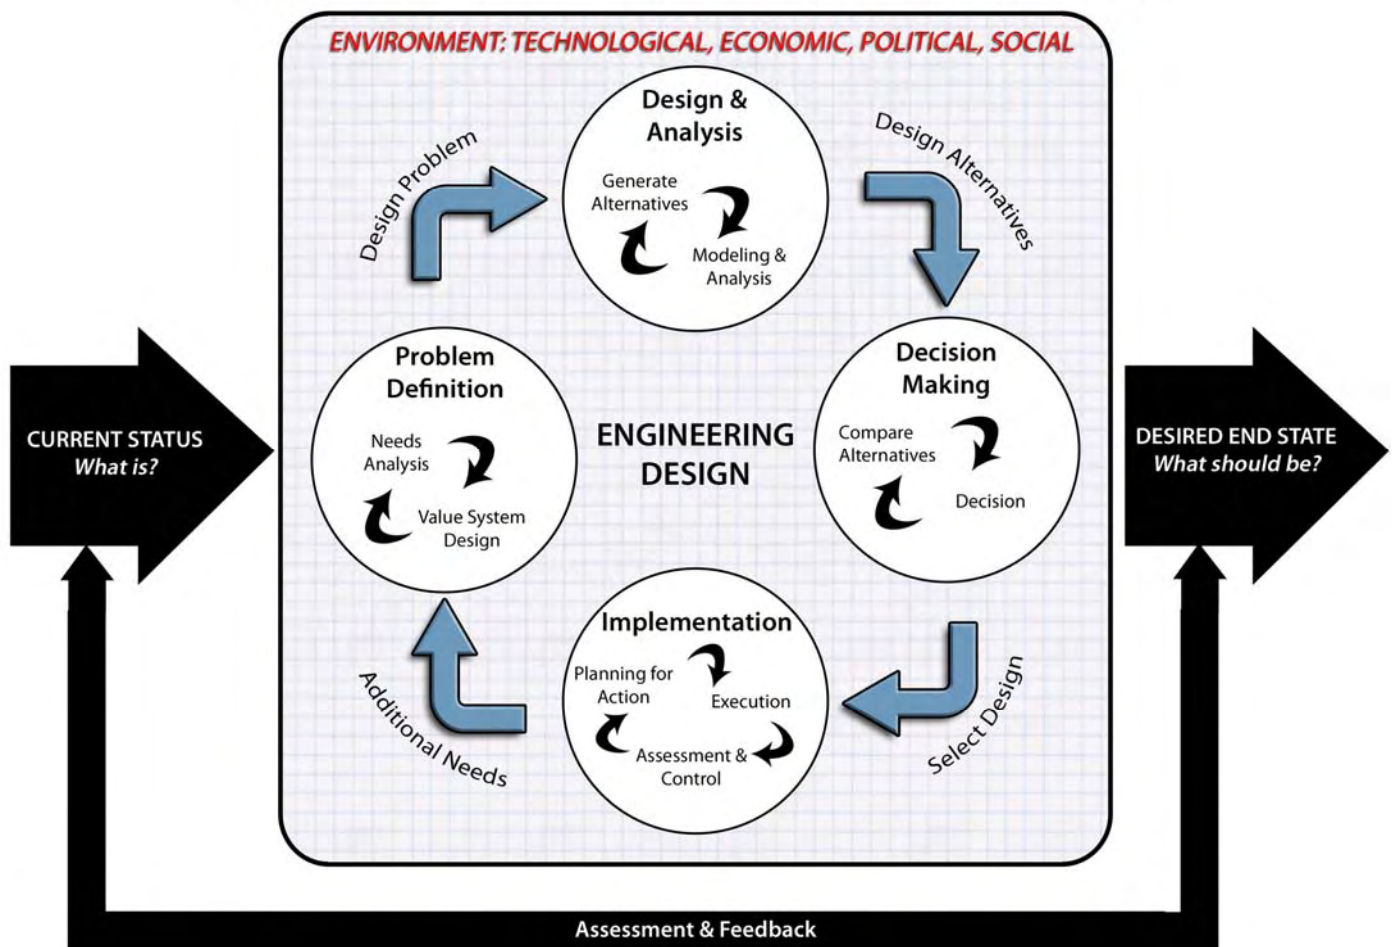 ENVIRONMENT: TECHNOLOGICAL, ECONOMIC, POLITICAL, SOCIAL
Design &
Analysis
Generate
Alternatives
Modeling &
Analysis
Design Problem
Design Alternatives
Problem
Definition
Needs
Analysis
Value System
Design
ENGINEERING
DESIGN
Decision
Making
Compare
Alternatives
Decision
CURRENT STATUS
What is?
DESIRED END STATE
What should be?
Implementation
Planning for
Action
Execution
Assessment &
Control
Additional Needs
Select Design
Assessment & Feedback